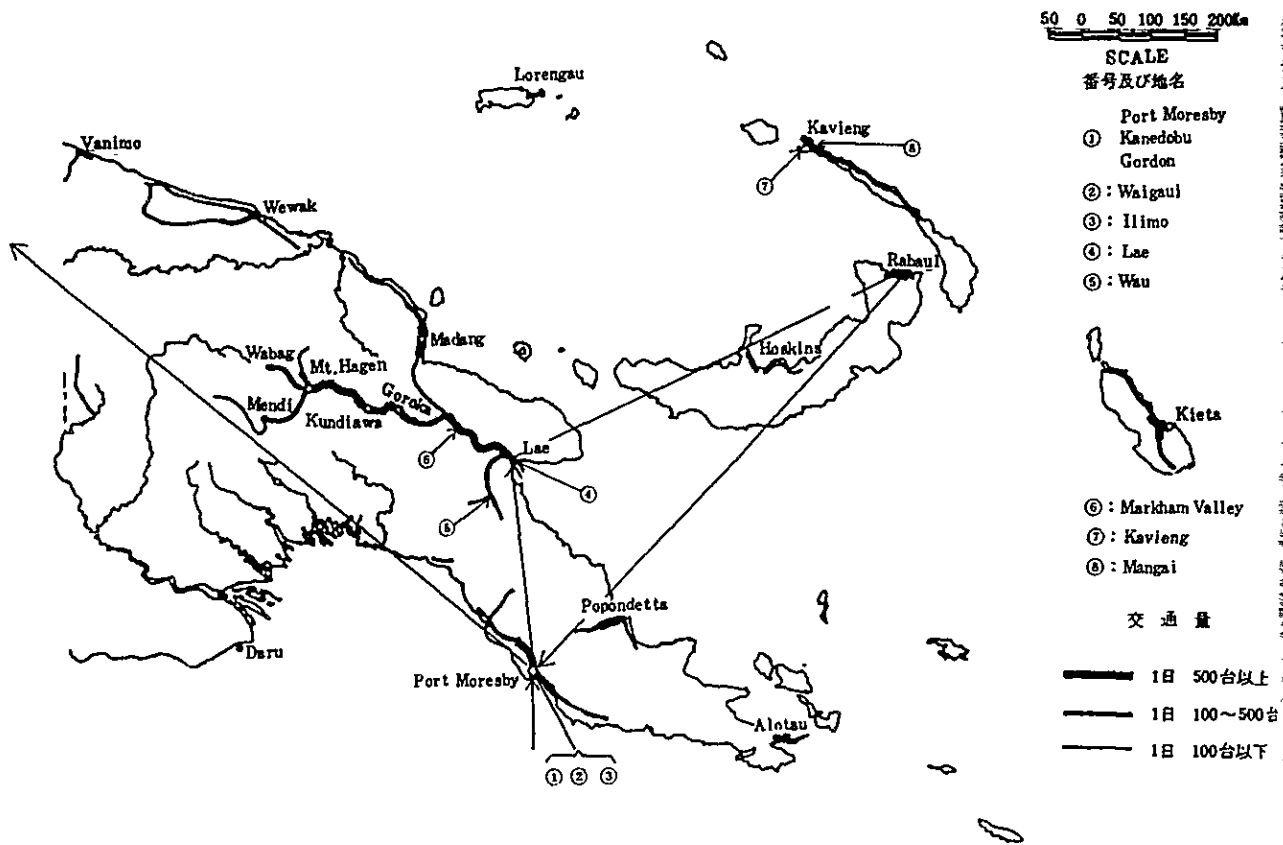 50 0 50 100 150 200Km
SCALE
番号及び地名
Port Moresby
① Kanedobu
Gordon
②: Waigaui
③: Ilimo
④: Lae
⑤: Wau
⑥: Markham Valley
⑦: Kavieng
⑧: Mangai
交通量
1日 500台以上
1日 100～500台
1日 100台以下
Lorengau
Vanimo
Kavieng
⑧
⑦
Wewak
Rabaul
Madang
Hoskins
Wabag
Mt. Hagen
Mendi
Goroka
Kundiawa
Kieta
Lae
⑥
④
⑤
Popondetta
Daru
Port Moresby
Alotau
① ② ③